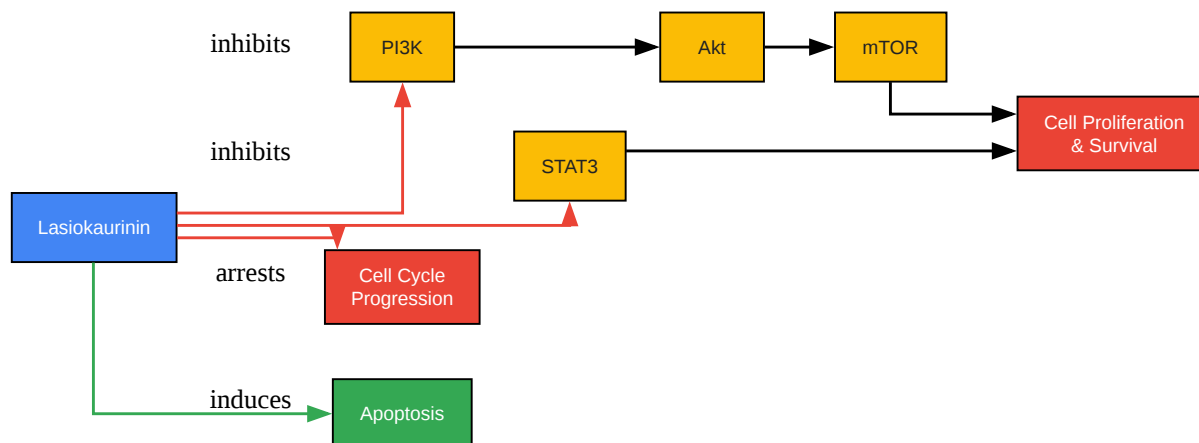 inhibits
PI3K
Akt
mTOR
Cell Proliferation
& Survival
inhibits
STAT3
Lasiokaurinin
arrests
Cell Cycle
Progression
induces
Apoptosis